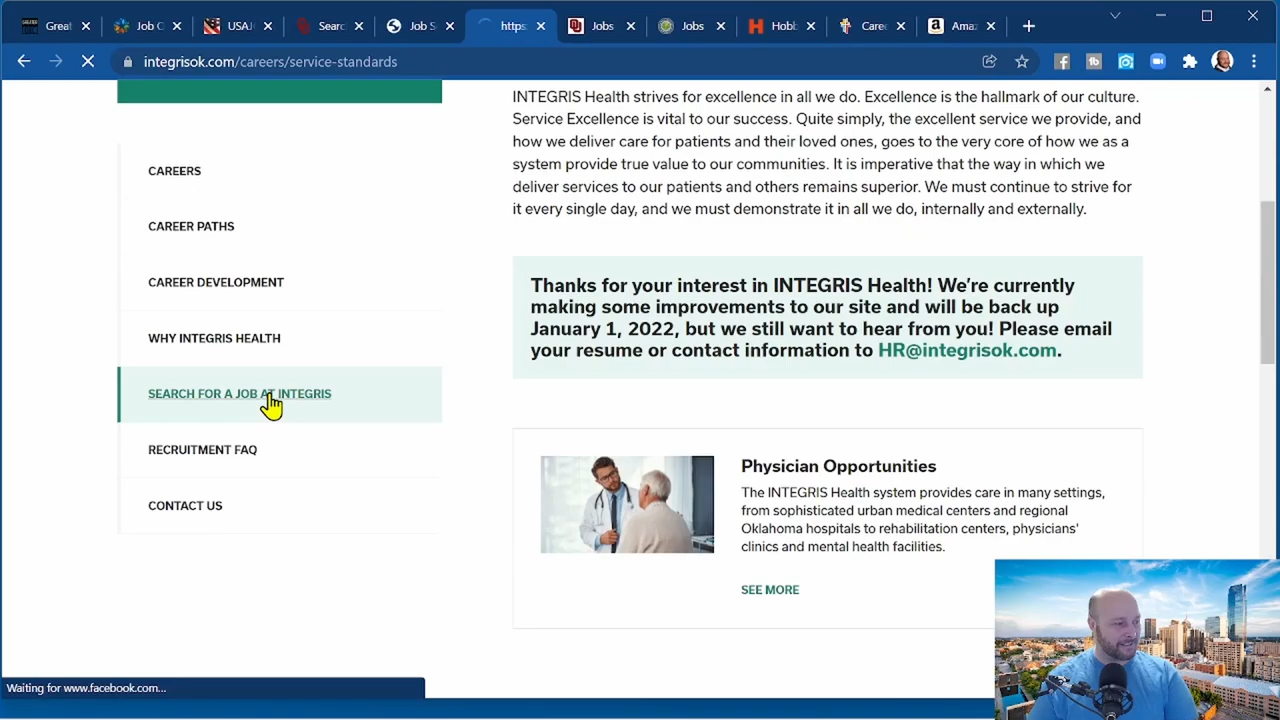 Great
Job C
USAJ
Searc
Job S
https:
Jobs
Jobs
Hobb
Caree
Amaz
integrisok.com/careers/service-standards
CAREERS
CAREER PATHS
CAREER DEVELOPMENT
WHY INTEGRIS HEALTH
SEARCH FOR A JOB AT INTEGRIS
RECRUITMENT FAQ
CONTACT US
INTEGRIS Health strives for excellence in all we do. Excellence is the hallmark of our culture.
Service Excellence is vital to our success. Quite simply, the excellent service we provide, and
how we deliver care for patients and their loved ones, goes to the very core of how we as a
system provide true value to our communities. It is imperative that the way in which we
deliver services to our patients and others remains superior. We must continue to strive for
it every single day, and we must demonstrate it in all we do, internally and externally.
Thanks for your interest in INTEGRIS Health! We're currently
making some improvements to our site and will be back up
January 1, 2022, but we still want to hear from you! Please email
your resume or contact information to HR@integrisok.com.
Physician Opportunities
The INTEGRIS Health system provides care in many settings,
from sophisticated urban medical centers and regional
Oklahoma hospitals to rehabilitation centers, physicians'
clinics and mental health facilities.
SEE MORE
Waiting for www.facebook.com...